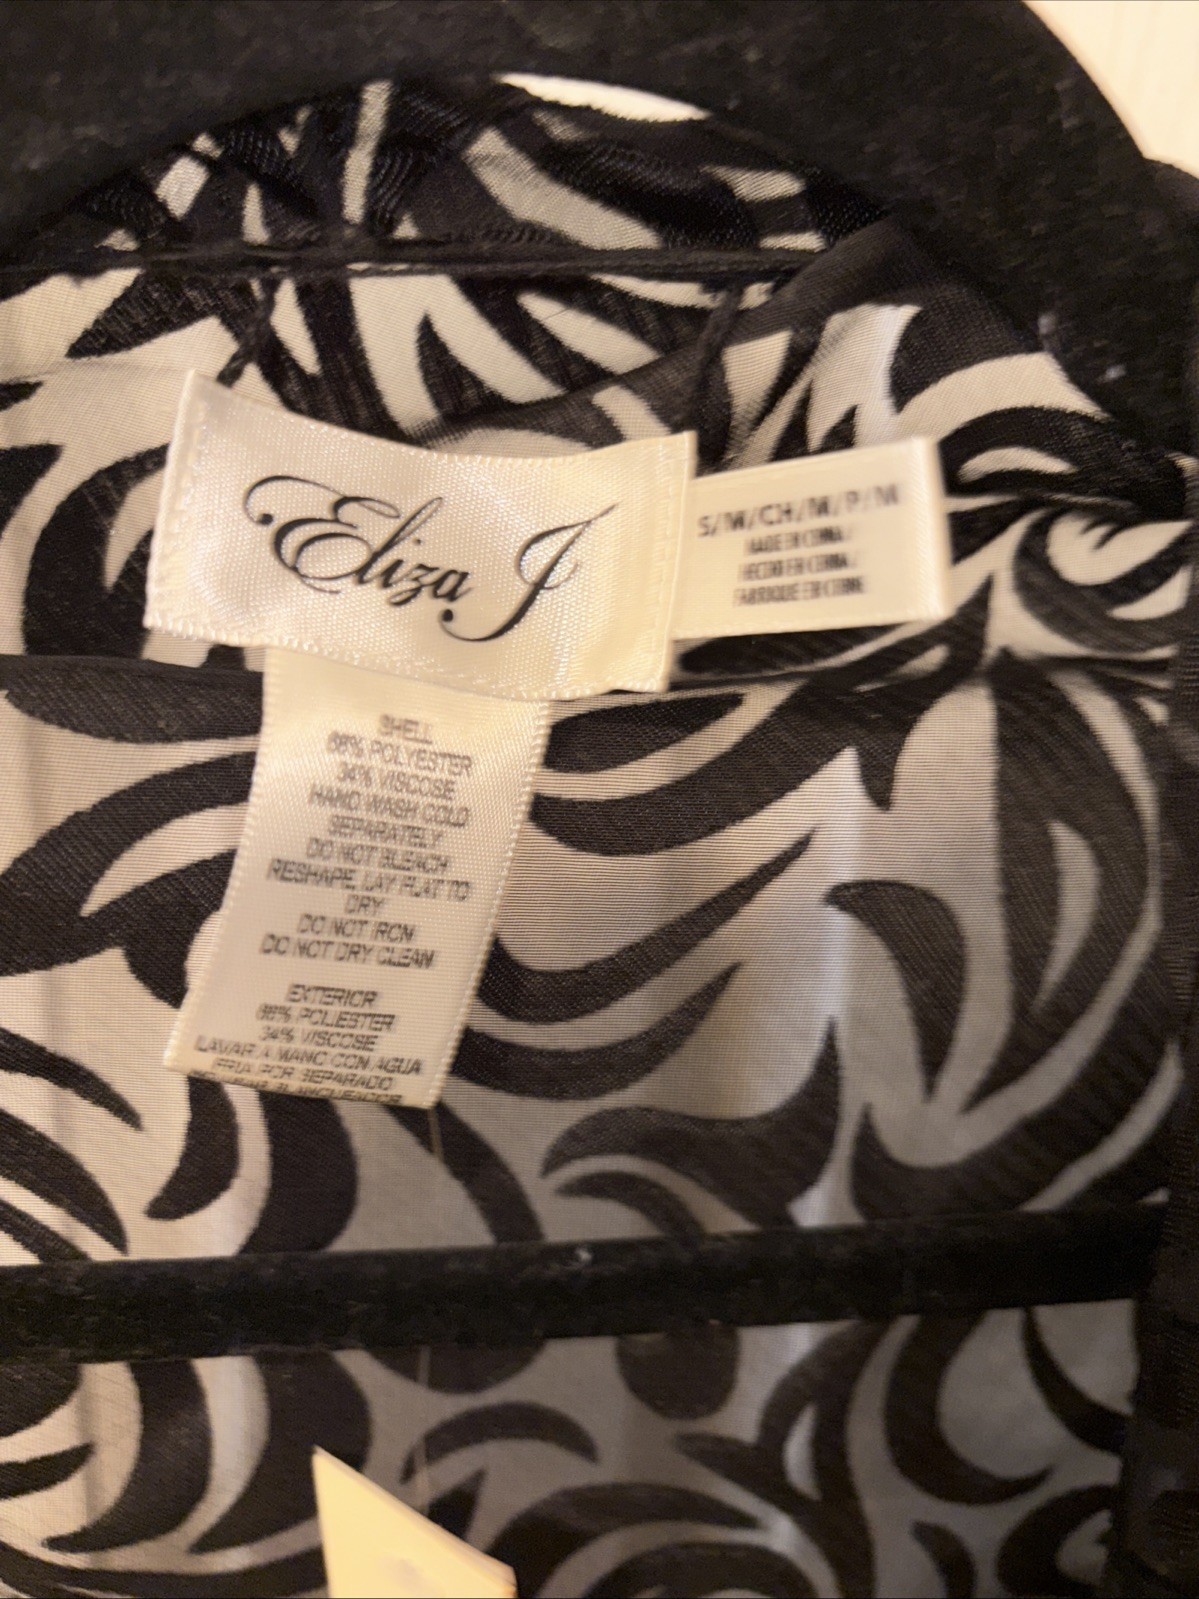 Eliza J
S/M/CH/M/P/M
MADE EN CHINA/
HECHO EN CHINA/
FABRIQUE EN CHINE
SHELL
66% POLYESTER
34% VISCOSE
HAND WASH COLD
SEPARATELY
DO NOT BLEACH
RESHAPE, LAY FLAT TO
DRY
DO NOT IRON
DO NOT DRY CLEAN
EXTERIOR
66% POLIESTER
34% VISCOSE
LAVAR A MANO CON AGUA
FRIA POR SEPARADO
BLANQUEADOR